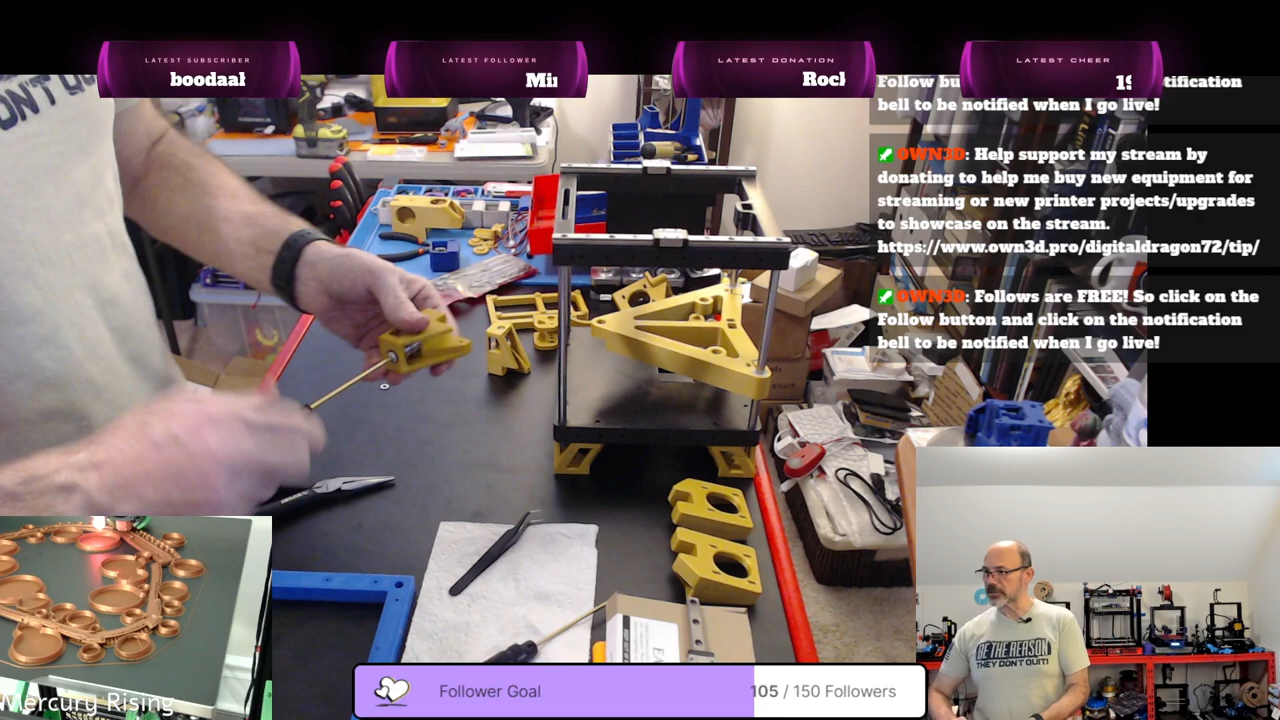 LATEST SUBSCRIBER
boodaal
LATEST FOLLOWER
LATEST DONATION
LATEST CHEER
DON'T QU
Follow bu tification
bell to be notified when I go live!
OWN3D: Help support my stream by
donating to help me buy new equipment for
streaming or new printer projects/upgrades
to showcase on the stream.
https://www.own3d.pro/digitaldragon72/tip/
OWN3D: Follows are FREE! So click on the
Follow button and click on the notification
bell to be notified when I go live!
BE THE REASON
THEY DON'T QUIT!
Mercury Rising
Follower Goal
105 / 150 Followers